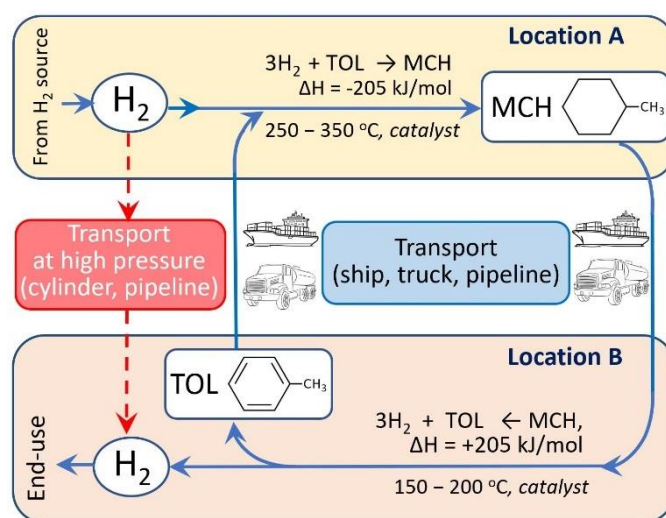 Location A
From H₂ source
H₂
3H₂ + TOL → MCH
ΔH = -205 kJ/mol
250 – 350 °C, catalyst
MCH
CH₃
Transport
at high pressure
(cylinder, pipeline)
Transport
(ship, truck, pipeline)
Location B
TOL
CH₃
3H₂ + TOL ← MCH,
ΔH = +205 kJ/mol
150 – 200 °C, catalyst
H₂
End-use